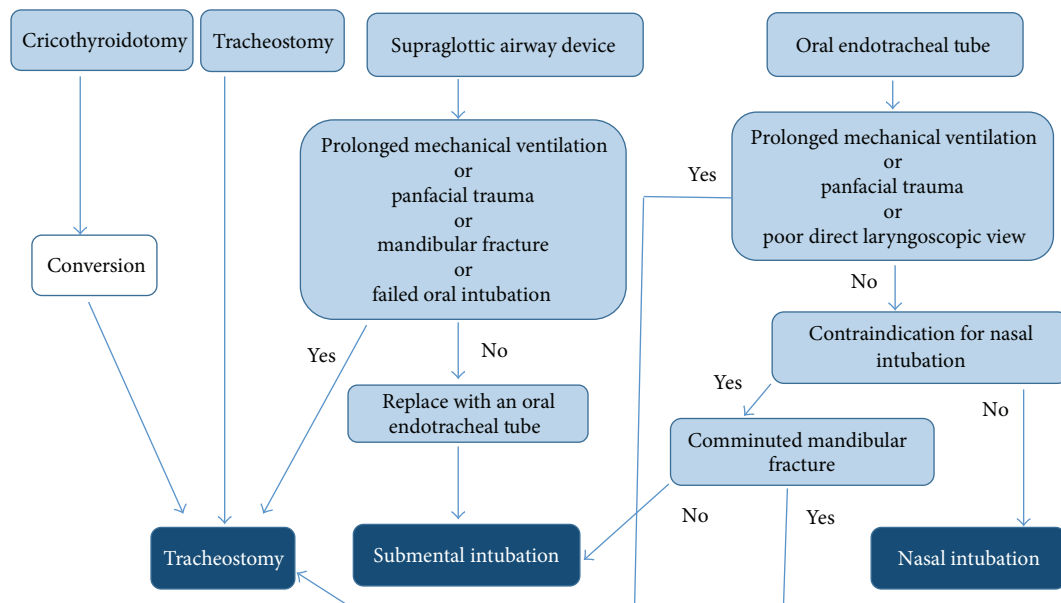 Cricothyroidotomy
Tracheostomy
Supraglottic airway device
Oral endotracheal tube
Prolonged mechanical ventilation
or
panfacial trauma
or
mandibular fracture
or
failed oral intubation
Prolonged mechanical ventilation
or
panfacial trauma
or
poor direct laryngoscopic view
Yes
Conversion
No
Contraindication for nasal
intubation
Yes
No
Yes
No
Replace with an oral
endotracheal tube
Comminuted mandibular
fracture
No
Yes
Tracheostomy
Submental intubation
Nasal intubation